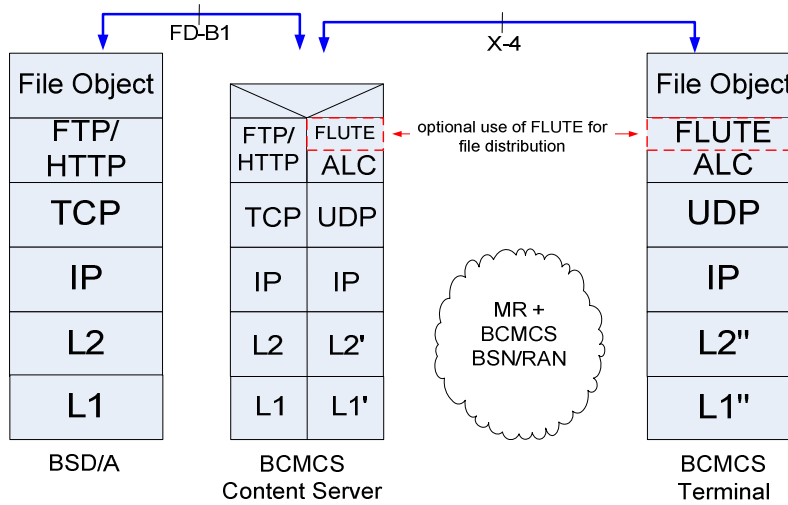 FD-B1
X-4
File Object
FTP/
HTTP
TCP
IP
L2
L1
BSD/A
FTP/
HTTP
TCP
IP
L2
L1
FLUTE
ALC
UDP
IP
L2'
L1'
BCMCS
Content Server
optional use of FLUTE for
file distribution
MR +
BCMCS
BSN/RAN
File Object
FLUTE
ALC
UDP
IP
L2"
L1"
BCMCS
Terminal